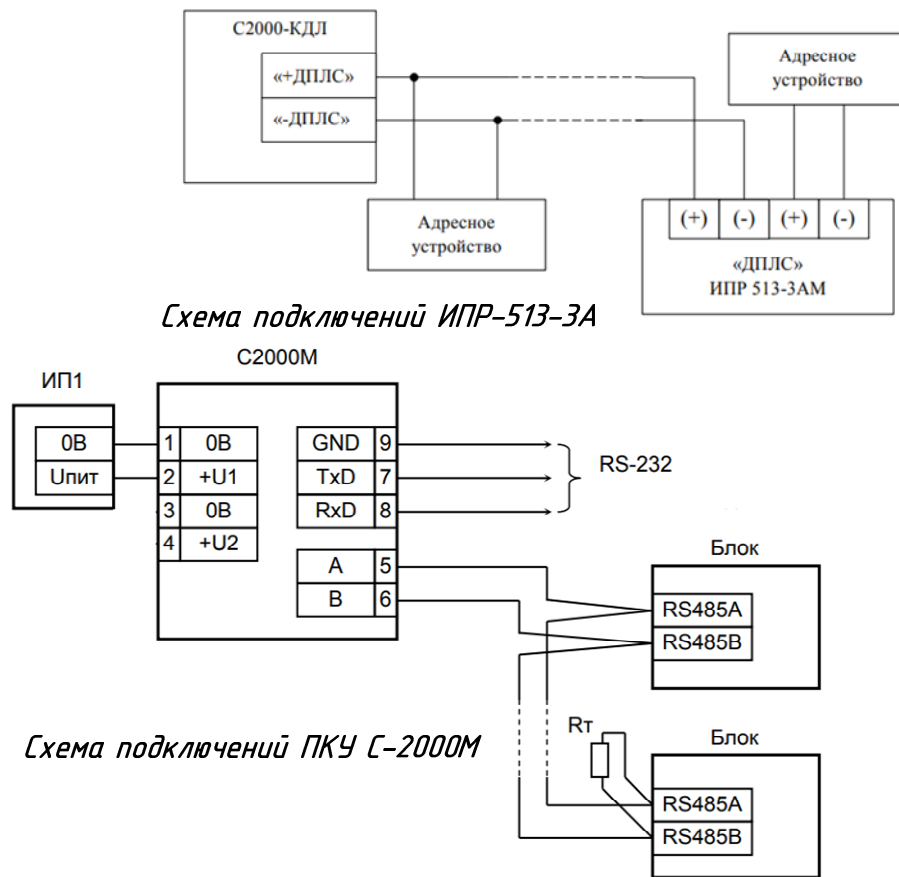 С2000-КДЛ
«+ДПЛС»
«-ДПЛС»
Адресное
устройство
Адресное
устройство
(+) (-) (+) (-)
«ДПЛС»
ИПР 513-3АМ
Схема подключений ИПР-513-3А
С2000М
ИП1
0В
Uпит
1 0В
2 +U1
3 0В
4 +U2
GND 9
TxD 7
RxD 8
A 5
B 6
RS-232
Блок
RS485A
RS485B
Схема подключений ПКУ С-2000М
Rт
Блок
RS485A
RS485B